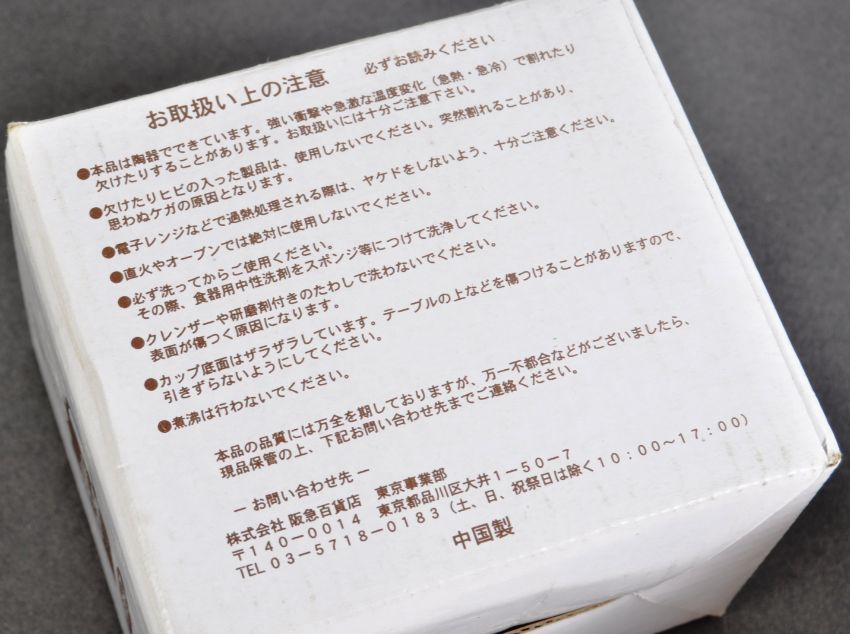 お取扱い上の注意　必ずお読みください
●本品は陶器でできています。強い衝撃や急激な温度変化（急熱・急冷）で割れたり
欠けたりすることがあります。お取扱いには十分ご注意下さい。
●欠けたりヒビの入った製品は、使用しないでください。突然割れることがあり、
思わぬケガの原因となります。
●電子レンジなどで過熱処理される際は、ヤケドをしないよう、十分ご注意ください。
●直火やオーブンでは絶対に使用しないでください。
●必ず洗ってからご使用ください。
その際、食器用中性洗剤をスポンジ等につけて洗浄してください。
●クレンザーや研磨剤付きのたわしで洗わないでください。
表面が傷つく原因になります。
●カップ底面はザラザラしています。テーブルの上などを傷つけることがありますので、
引きずらないようにしてください。
●煮沸は行わないでください。
本品の品質には万全を期しておりますが、万一不都合などがございましたら、
現品保管の上、下記お問い合わせ先までご連絡ください。
－お問い合わせ先－
株式会社 阪急百貨店　東京事業部
〒140－0014　東京都品川区大井1－50－7
TEL 03－5718－0183（土、日、祝祭日は除く10：00～17：00）
中国製